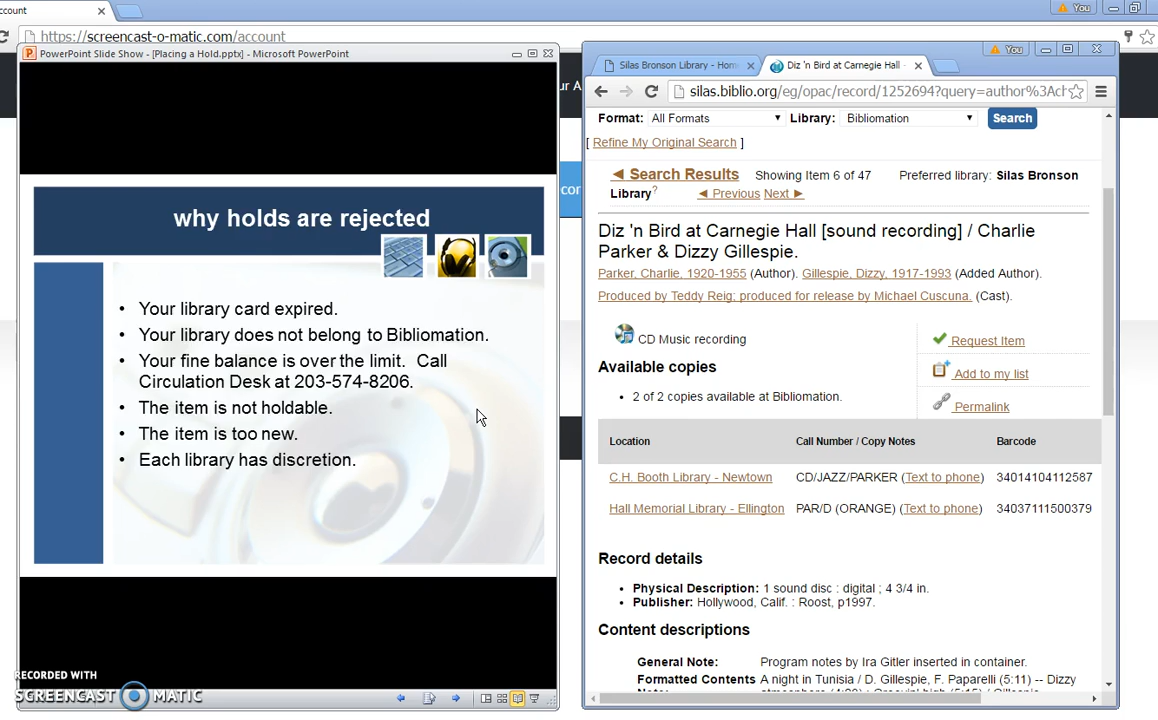 ccount
You
https://screencast-o-matic.com/account
PowerPoint Slide Show - [Placing a Hold.pptx] - Microsoft PowerPoint
why holds are rejected
• Your library card expired.
• Your library does not belong to Bibliomation.
• Your fine balance is over the limit. Call
Circulation Desk at 203-574-8206.
• The item is not holdable.
• The item is too new.
• Each library has discretion.
RECORDED WITH
SCREENCAST MATIC
ur A
cor
You
Silas Bronson Library - Hom
Diz 'n Bird at Carnegie Hall -
silas.biblio.org/eg/opac/record/1252694?query=author%3Ach
Format: All Formats Library: Bibliomation Search
[ Refine My Original Search ]
◄ Search Results Showing Item 6 of 47 Preferred library: Silas Bronson
Library? ◄ Previous Next ►
Diz 'n Bird at Carnegie Hall [sound recording] / Charlie
Parker & Dizzy Gillespie.
Parker, Charlie, 1920-1955 (Author). Gillespie, Dizzy, 1917-1993 (Added Author).
Produced by Teddy Reig; produced for release by Michael Cuscuna. (Cast).
CD Music recording
Request Item
Available copies
Add to my list
• 2 of 2 copies available at Bibliomation.
Permalink
Location Call Number / Copy Notes Barcode
C.H. Booth Library - Newtown CD/JAZZ/PARKER (Text to phone) 34014104112587
Hall Memorial Library - Ellington PAR/D (ORANGE) (Text to phone) 34037111500379
Record details
• Physical Description: 1 sound disc : digital ; 4 3/4 in.
• Publisher: Hollywood, Calif. : Roost, p1997.
Content descriptions
General Note: Program notes by Ira Gitler inserted in container.
Formatted Contents A night in Tunisia / D. Gillespie, F. Paparelli (5:11) -- Dizzy